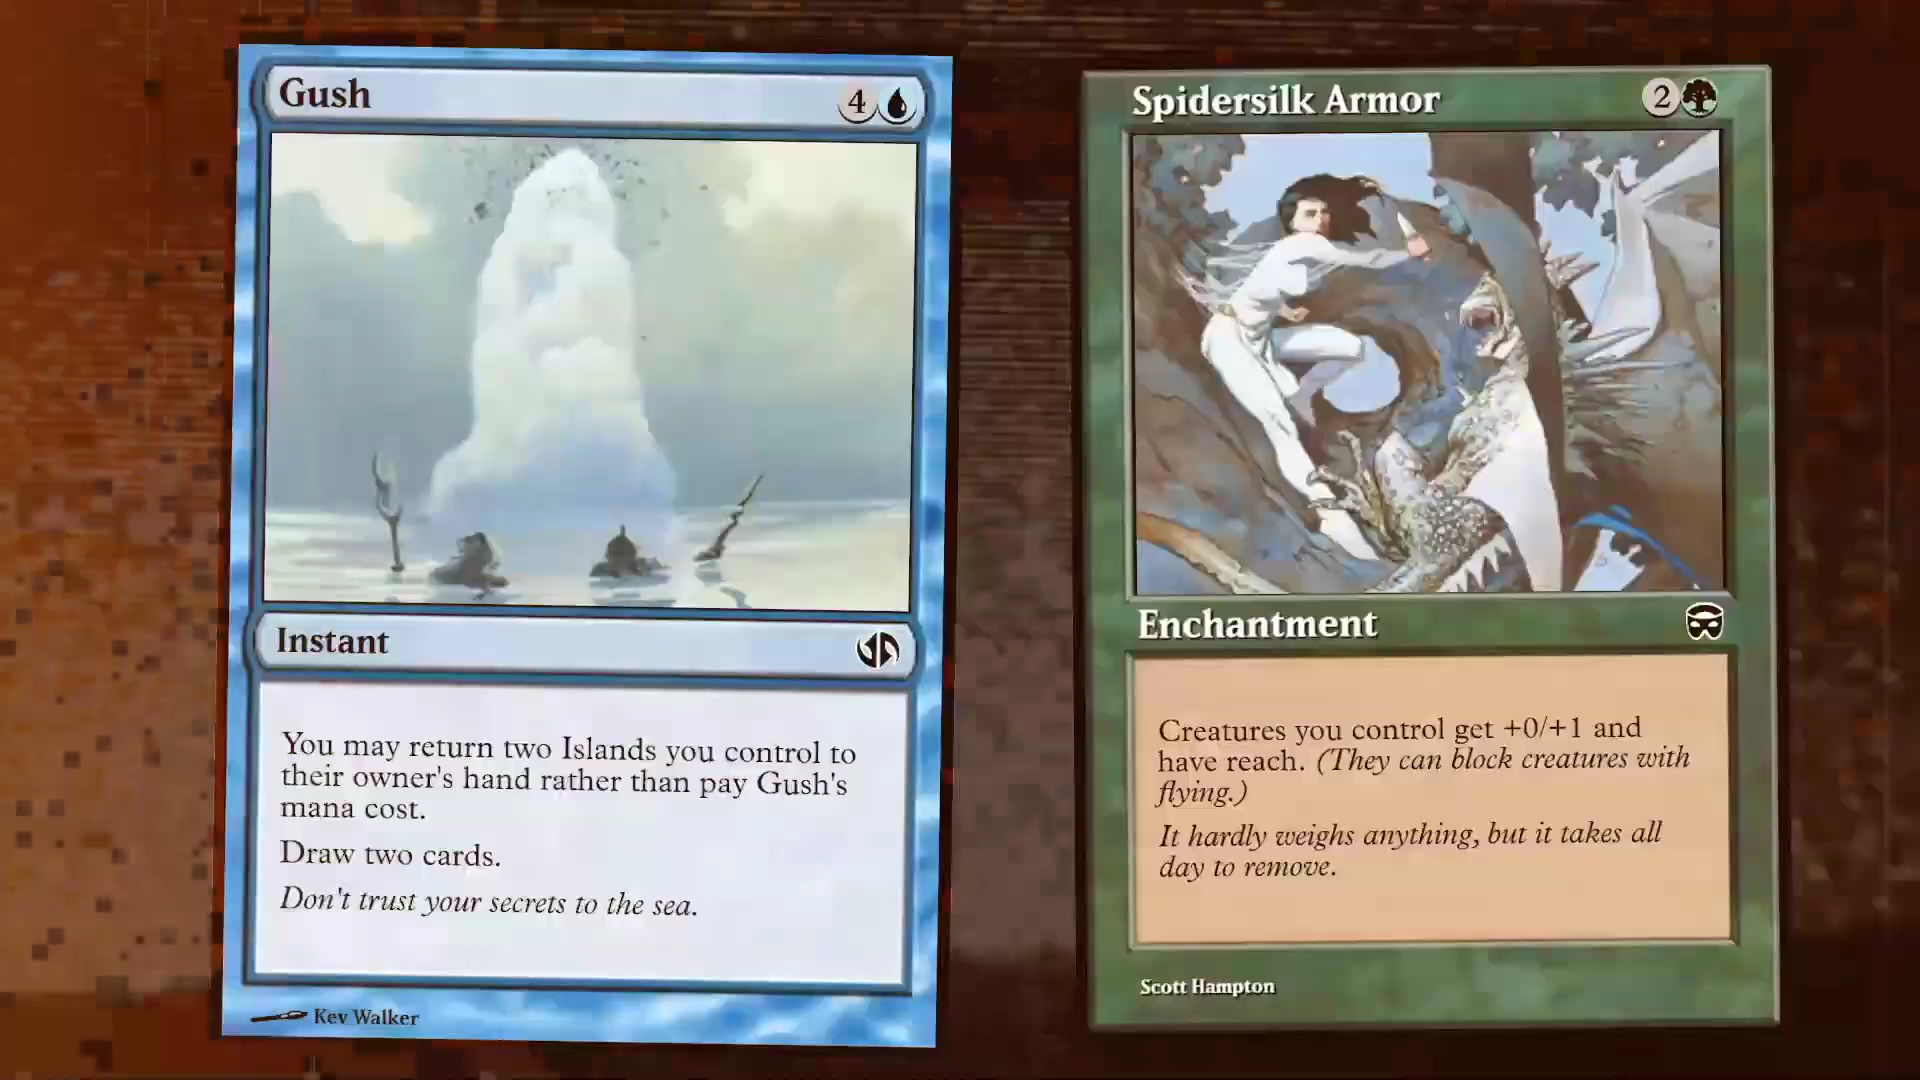 Gush
4
Instant
You may return two Islands you control to
their owner's hand rather than pay Gush's
mana cost.
Draw two cards.
Don't trust your secrets to the sea.
Kev Walker
Spidersilk Armor
2
Enchantment
Creatures you control get +0/+1 and
have reach. (They can block creatures with
flying.)
It hardly weighs anything, but it takes all
day to remove.
Scott Hampton